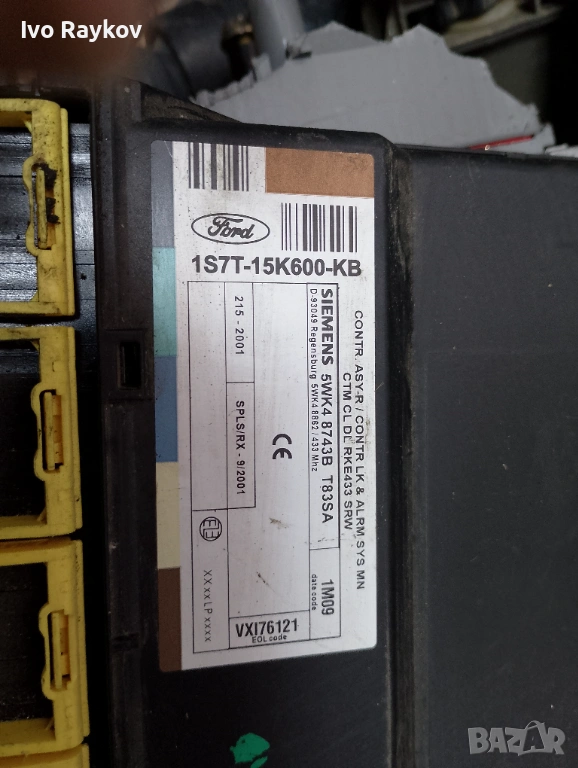 Ivo Raykov
Ford
1S7T-15K600-KB
CONTR. ASY-R / CONTR LK & ALRM SYS MN
CTM CL DL RKE433 SRW
SIEMENS 5WK4 8743B T83SA
D-93049 Regensburg 5WK4 8862 / 433 Mhz
1M09
date code
215 - 2001
SPLS/RX - 9/2001
CE
XXxxLPxxxx
VXI76121
EOL code
BAZAR
bg